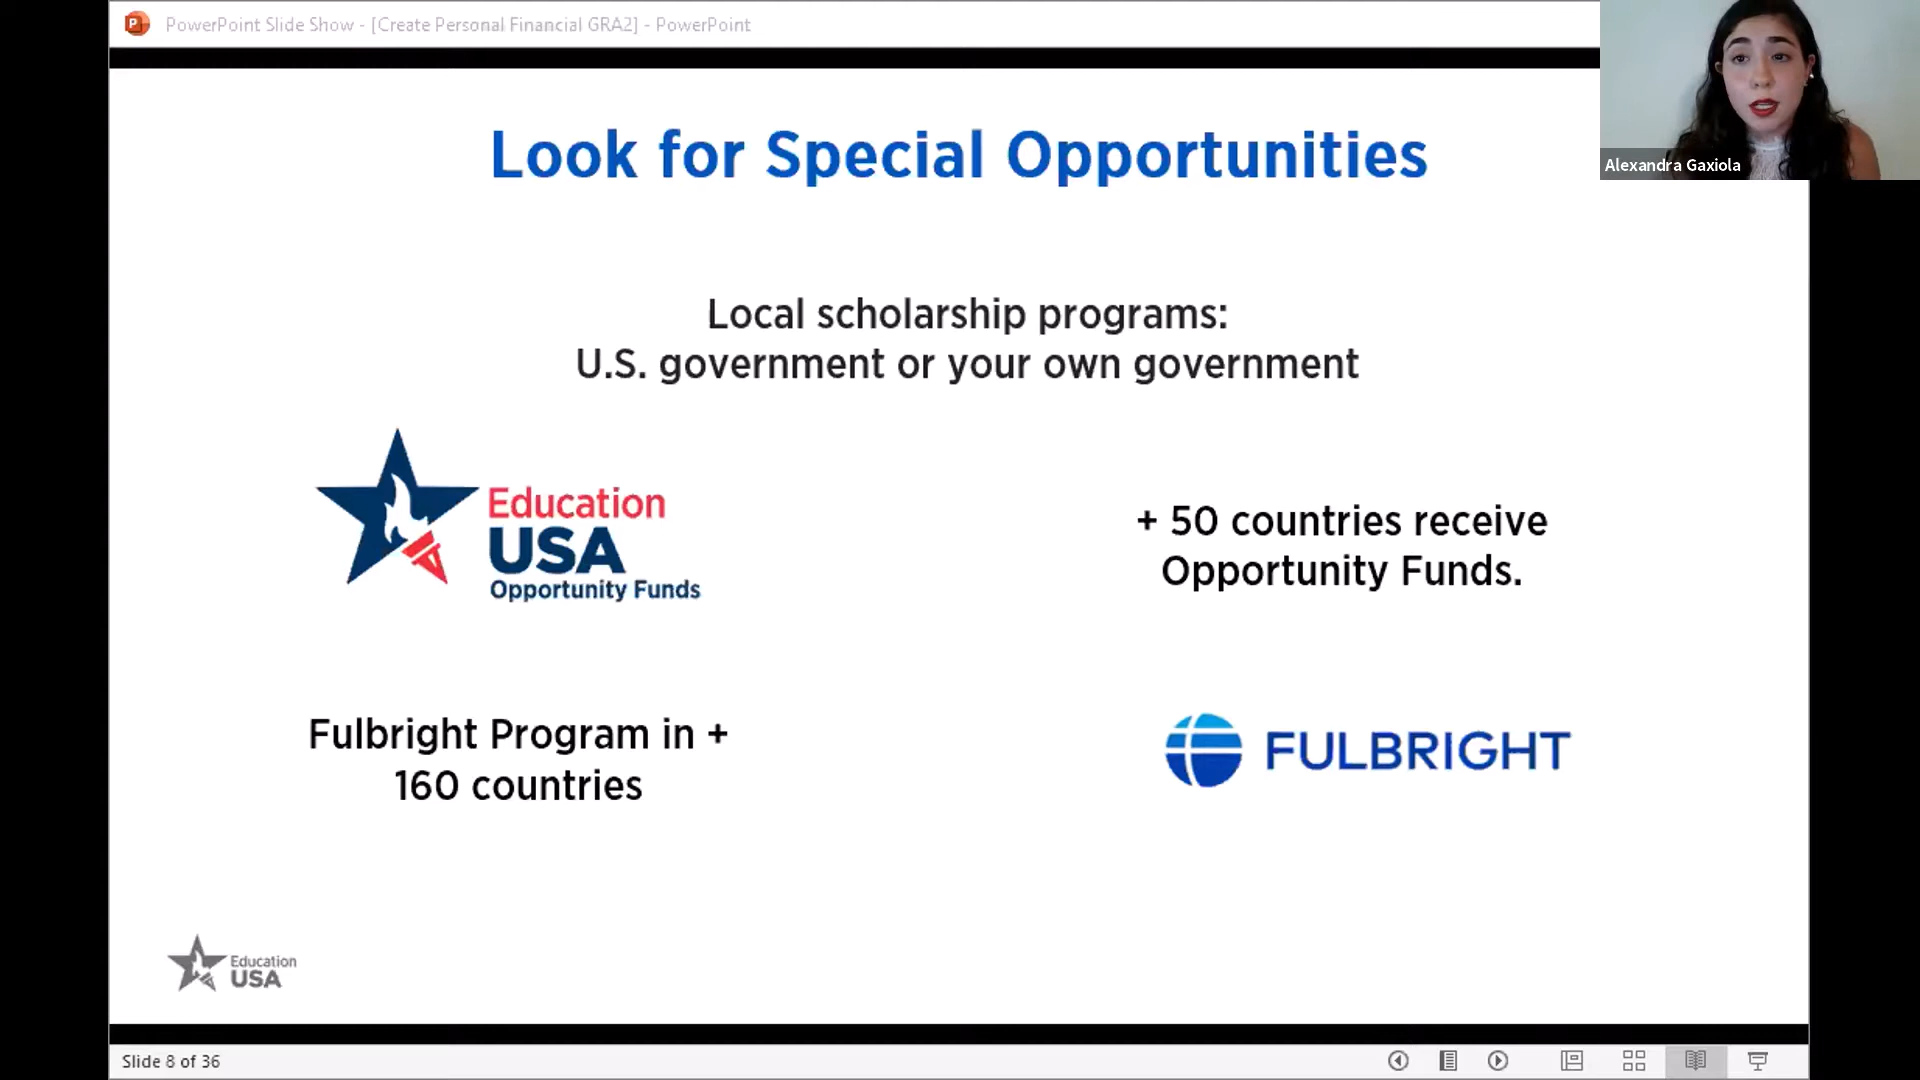 PowerPoint Slide Show - [Create Personal Financial GRA2] - PowerPoint
Alexandra Gaxiola
Look for Special Opportunities
Local scholarship programs:
U.S. government or your own government
Education
USA
Opportunity Funds
+ 50 countries receive
Opportunity Funds.
Fulbright Program in +
160 countries
FULBRIGHT
Education
USA
Slide 8 of 36